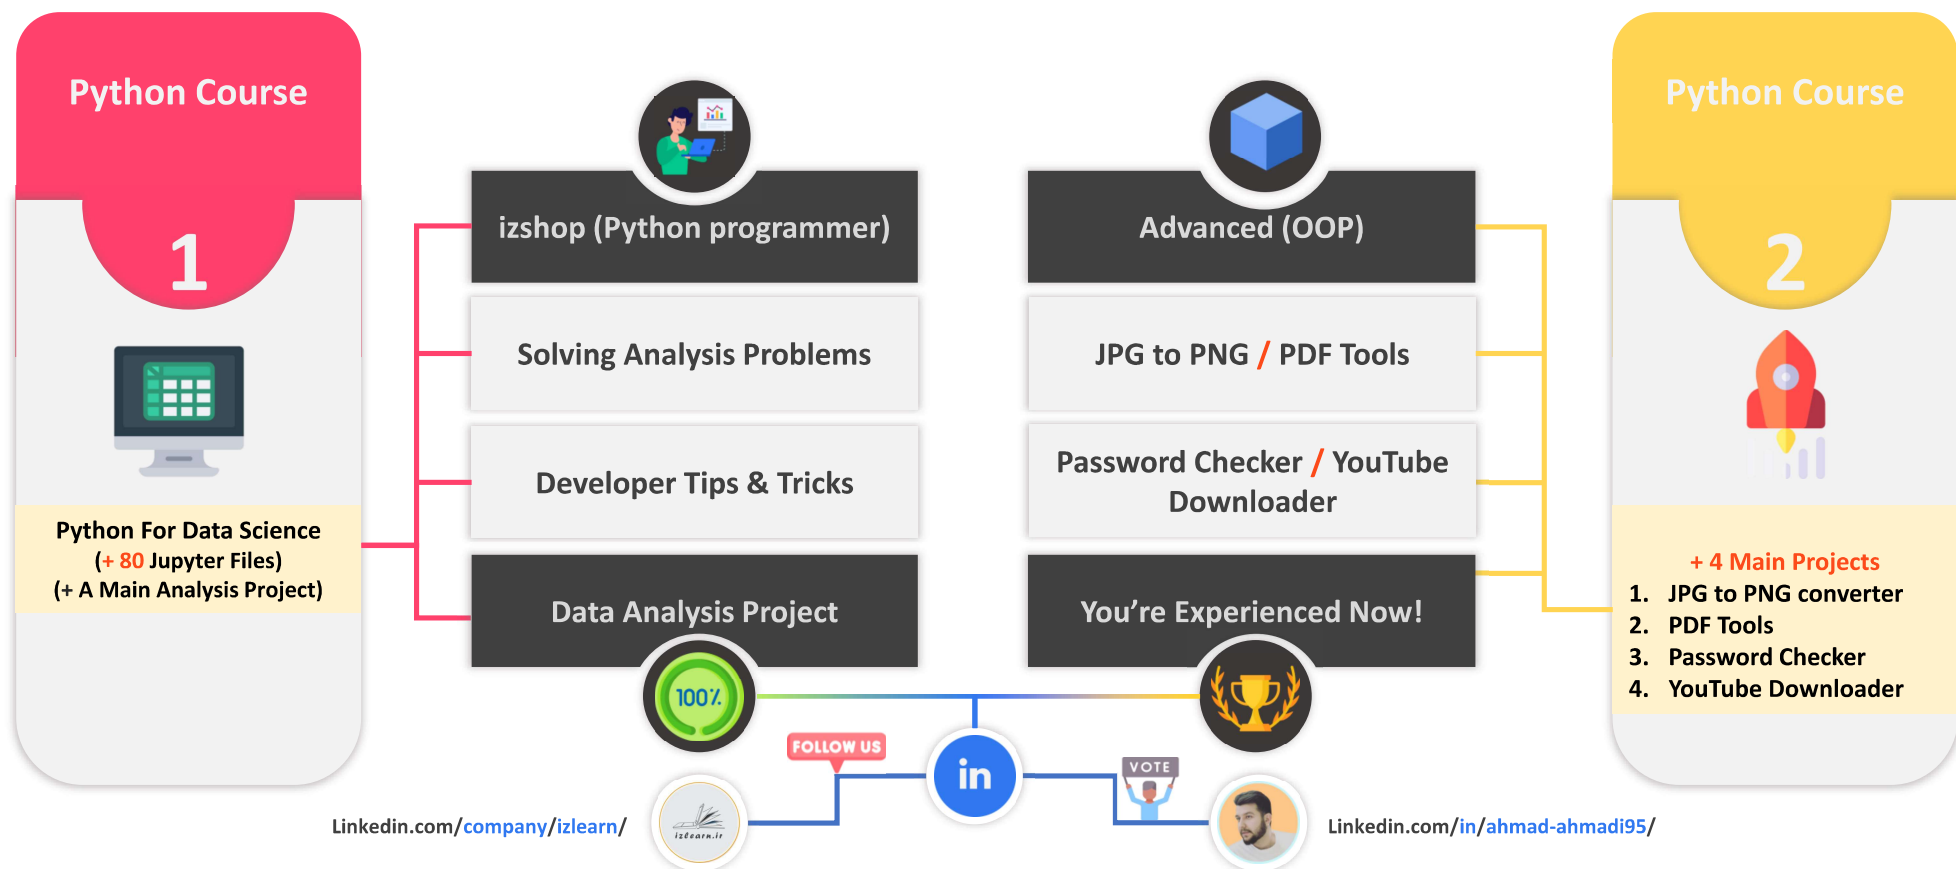 Python Course
1
Python For Data Science
(+ 80 Jupyter Files)
(+ A Main Analysis Project)
izshop (Python programmer)
Solving Analysis Problems
Developer Tips & Tricks
Data Analysis Project
100%
Advanced (OOP)
JPG to PNG / PDF Tools
Password Checker / YouTube
Downloader
You’re Experienced Now!
Python Course
2
+ 4 Main Projects
1. JPG to PNG converter
2. PDF Tools
3. Password Checker
4. YouTube Downloader
FOLLOW US
in
VOTE
Linkedin.com/company/izlearn/
izlearn.ir
Linkedin.com/in/ahmad-ahmadi95/